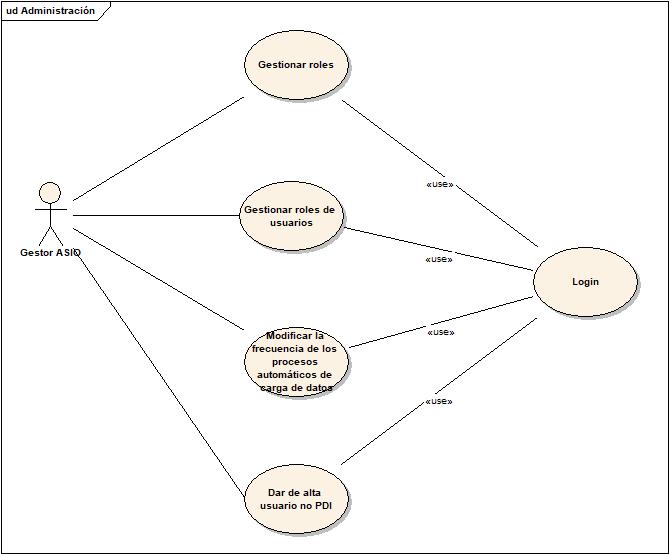 ud Administración
Gestionar roles
«use»
Gestionar roles de
usuarios
«use»
Gestor ASIO
Login
Modificar la
frecuencia de los
procesos
automáticos de
carga de datos
«use»
«use»
Dar de alta
usuario no PDI